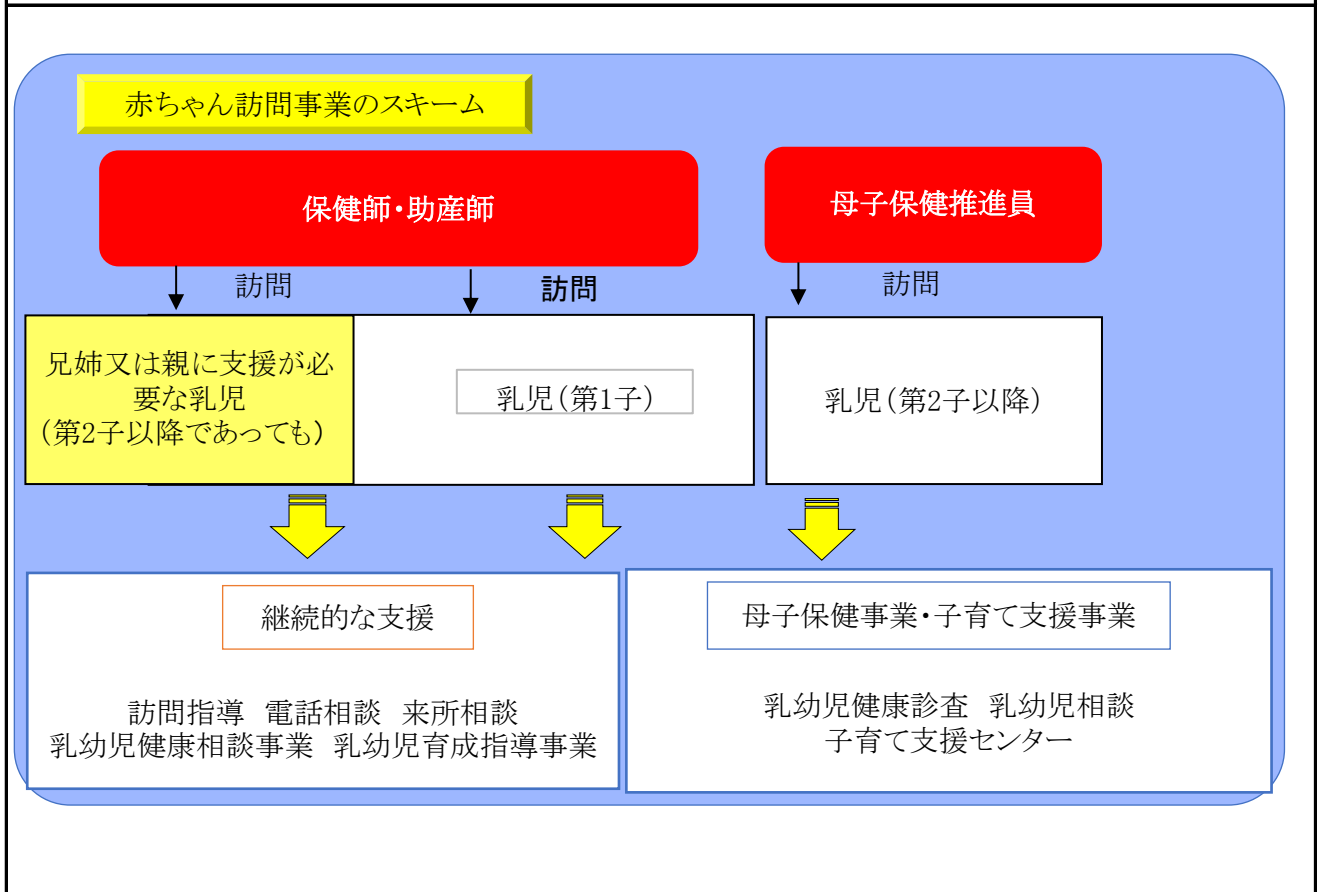 赤ちゃん訪問事業のスキーム
保健師・助産師
母子保健推進員
訪問
訪問
訪問
兄姉又は親に支援が必
要な乳児
(第2子以降であっても)
乳児(第1子)
乳児(第2子以降)
継続的な支援
訪問指導 電話相談 来所相談
乳幼児健康相談事業 乳幼児育成指導事業
母子保健事業・子育て支援事業
乳幼児健康診査 乳幼児相談
子育て支援センター